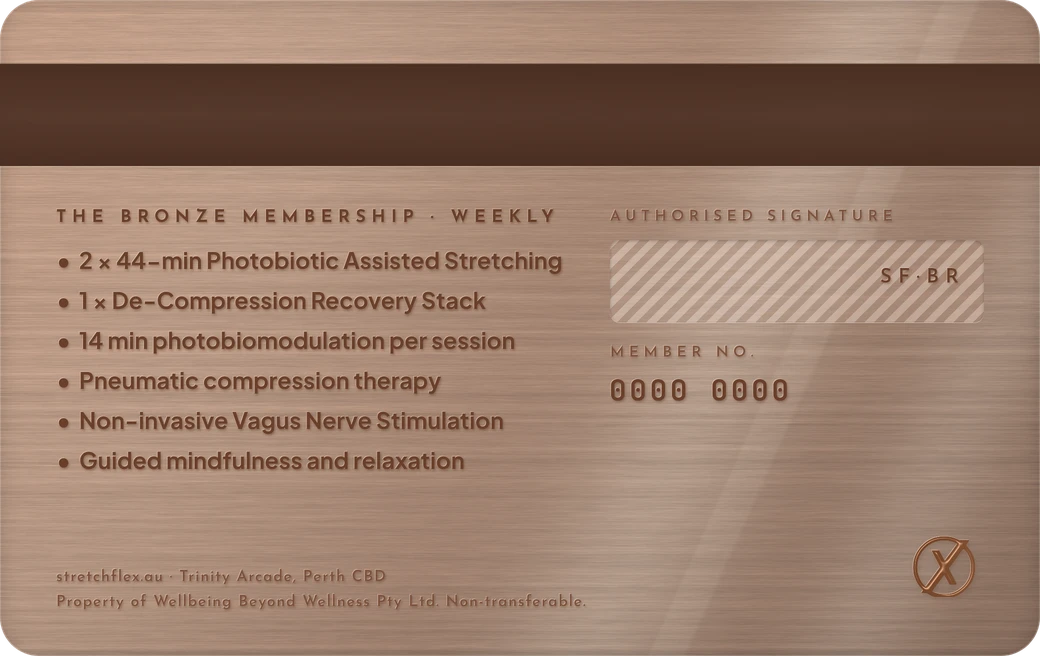 THE BRONZE MEMBERSHIP · WEEKLY
• 2 × 44-min Photobiotic Assisted Stretching
• 1 × De-Compression Recovery Stack
• 14 min photobiomodulation per session
• Pneumatic compression therapy
• Non-invasive Vagus Nerve Stimulation
• Guided mindfulness and relaxation
AUTHORISED SIGNATURE
SF·BR
MEMBER NO.
0000 0000
stretchflex.au · Trinity Arcade, Perth CBD
Property of Wellbeing Beyond Wellness Pty Ltd. Non-transferable.
X